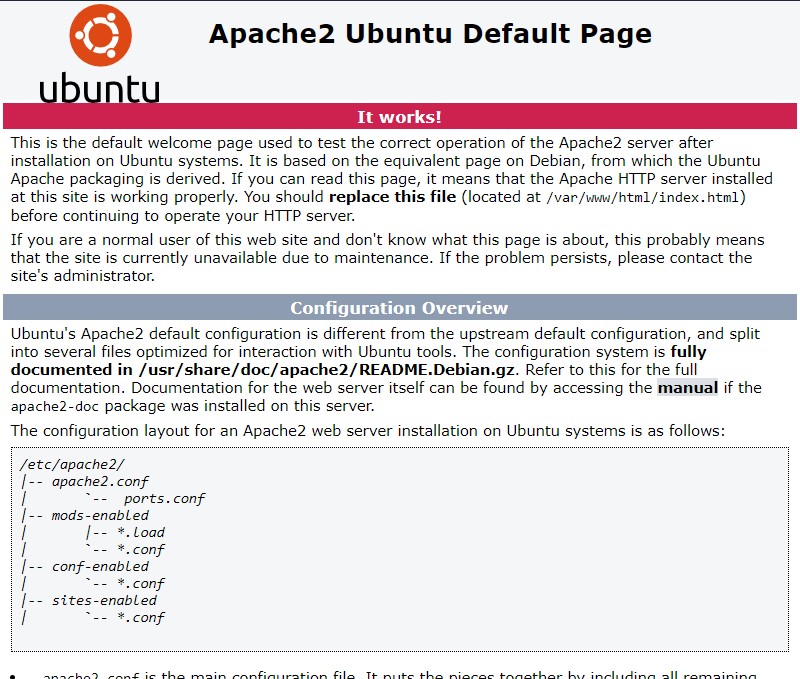 ubuntu
Apache2 Ubuntu Default Page
It works!
This is the default welcome page used to test the correct operation of the Apache2 server after
installation on Ubuntu systems. It is based on the equivalent page on Debian, from which the Ubuntu
Apache packaging is derived. If you can read this page, it means that the Apache HTTP server installed
at this site is working properly. You should replace this file (located at /var/www/html/index.html)
before continuing to operate your HTTP server.
If you are a normal user of this web site and don't know what this page is about, this probably means
that the site is currently unavailable due to maintenance. If the problem persists, please contact the
site's administrator.
Configuration Overview
Ubuntu's Apache2 default configuration is different from the upstream default configuration, and split
into several files optimized for interaction with Ubuntu tools. The configuration system is fully
documented in /usr/share/doc/apache2/README.Debian.gz. Refer to this for the full
documentation. Documentation for the web server itself can be found by accessing the manual if the
apache2-doc package was installed on this server.
The configuration layout for an Apache2 web server installation on Ubuntu systems is as follows:
/etc/apache2/
|-- apache2.conf
|       `--  ports.conf
|-- mods-enabled
|       |-- *.load
|       `-- *.conf
|-- conf-enabled
|       `-- *.conf
|-- sites-enabled
|       `-- *.conf
• apache2.conf is the main configuration file. It puts the pieces together by including all remaining